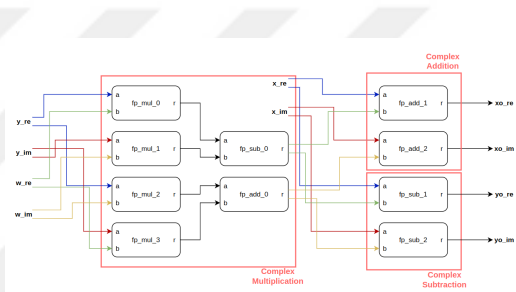 Complex
Addition
x_re
a
fp_mul_0
r
b
a
fp_add_1
r
b
xo_re
y_re
x_im
a
fp_mul_1
r
b
a
fp_sub_0
r
b
a
fp_add_2
r
b
xo_im
y_im
w_re
a
fp_mul_2
r
b
a
fp_add_0
r
b
a
fp_sub_1
r
b
yo_re
w_im
a
fp_mul_3
r
b
a
fp_sub_2
r
b
yo_im
Complex
Multiplication
Complex
Subtraction